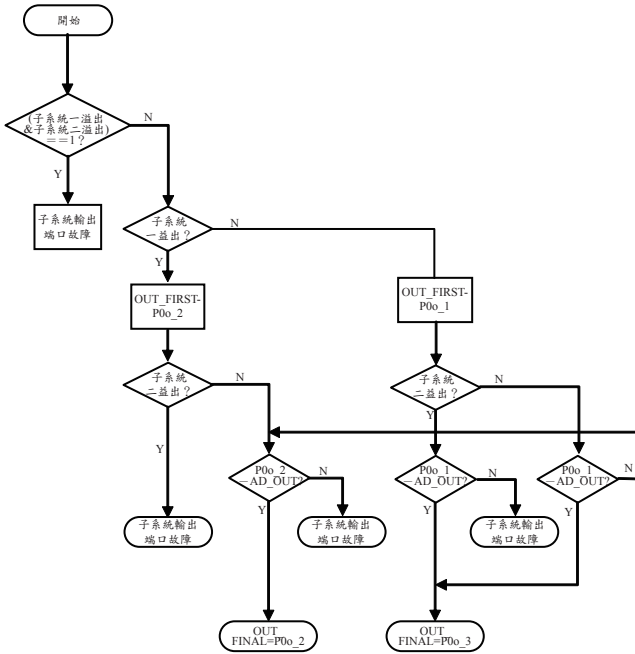 開始
(子系統一溢出
&子系統二溢出)
==1？
N
Y
子系統輸出
端口故障
子系統
一益出？
N
Y
OUT_FIRST-
P0o_2
OUT_FIRST-
P0o_1
子系統
二益出？
N
Y
子系統
二益出？
N
Y
P0o_2
－AD_OUT?
N
Y
P0o_1
－AD_OUT?
N
Y
P0o_1
－AD_OUT?
N
Y
子系統輸出
端口故障
子系統輸出
端口故障
子系統輸出
端口故障
OUT
FINAL=P0o_2
OUT
FINAL=P0o_3